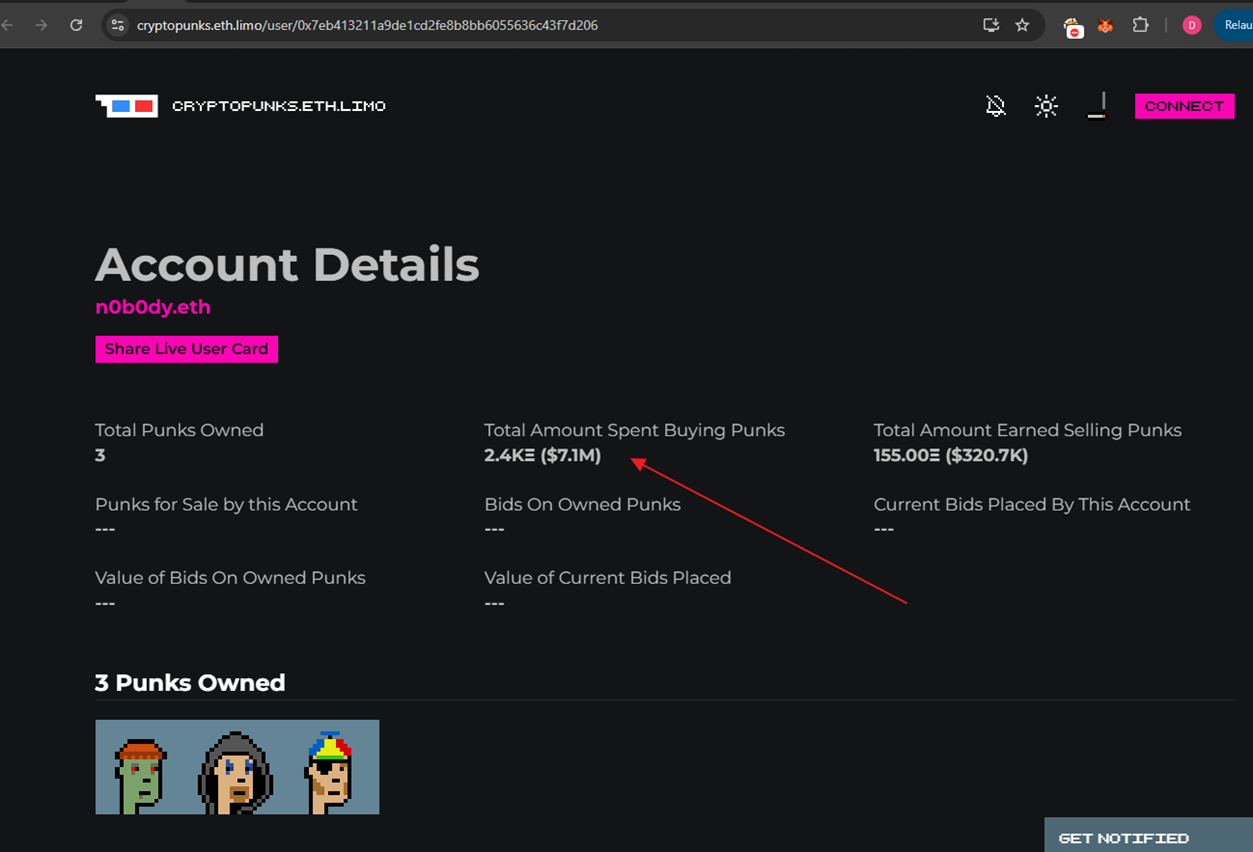 cryptopunks.eth.limo/user/0x7eb413211a9de1cd2fe8b8bb6055636c43f7d206
D
Relau
CRYPTOPUNKS.ETH.LIMO
CONNECT
Account Details
n0b0dy.eth
Share Live User Card
Total Punks Owned
3
Total Amount Spent Buying Punks
2.4KΞ ($7.1M)
Total Amount Earned Selling Punks
155.00Ξ ($320.7K)
Punks for Sale by this Account
---
Bids On Owned Punks
---
Current Bids Placed By This Account
---
Value of Bids On Owned Punks
---
Value of Current Bids Placed
---
3 Punks Owned
GET NOTIFIED